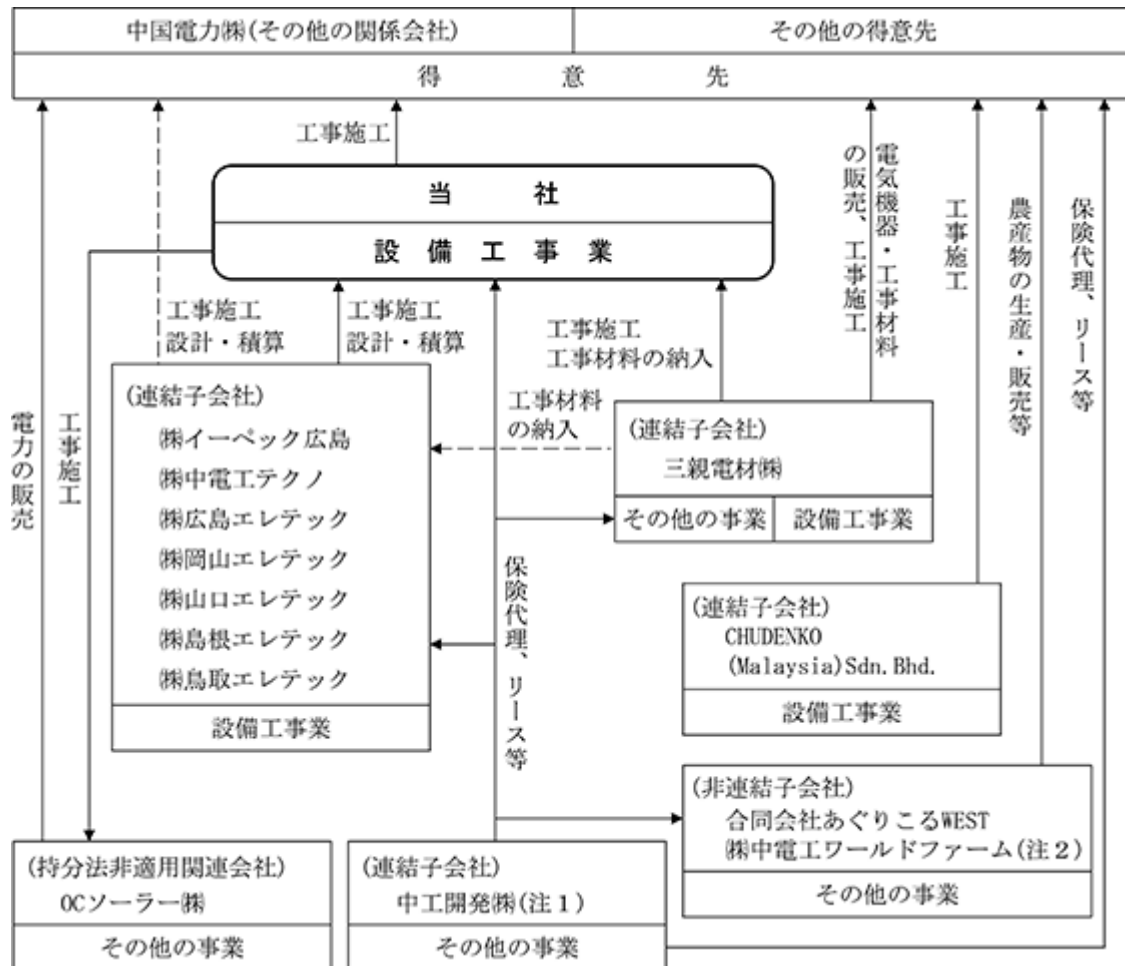 中国電力㈱(その他の関係会社)
その他の得意先
得意先
工事施工
当社
設備工事業
電気機器・工事材料
の販売、工事施工
工事施工
農産物の生産・販売等
保険代理、リース等
工事施工
設計・積算
工事施工
設計・積算
工事施工
工事材料の納入
電力の販売
工事施工
(連結子会社)
㈱イーペック広島
㈱中電工テクノ
㈱広島エレテック
㈱岡山エレテック
㈱山口エレテック
㈱島根エレテック
㈱鳥取エレテック
設備工事業
工事材料
の納入
(連結子会社)
三親電材㈱
その他の事業
設備工事業
保険代理、リース等
(連結子会社)
CHUDENKO
(Malaysia)Sdn.Bhd.
設備工事業
(非連結子会社)
合同会社あぐりこるWEST
㈱中電工ワールドファーム(注２)
その他の事業
(持分法非適用関連会社)
OCソーラー㈱
その他の事業
(連結子会社)
中工開発㈱(注１)
その他の事業